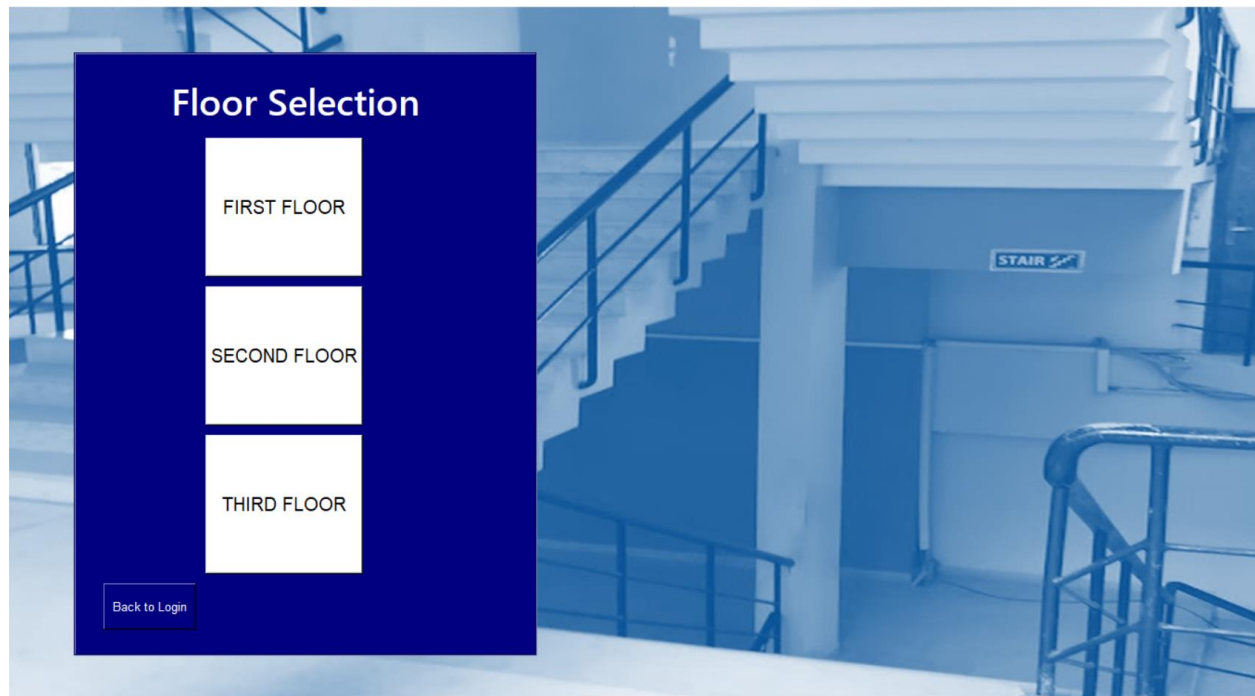 Floor Selection
FIRST FLOOR
SECOND FLOOR
THIRD FLOOR
Back to Login
STAIR